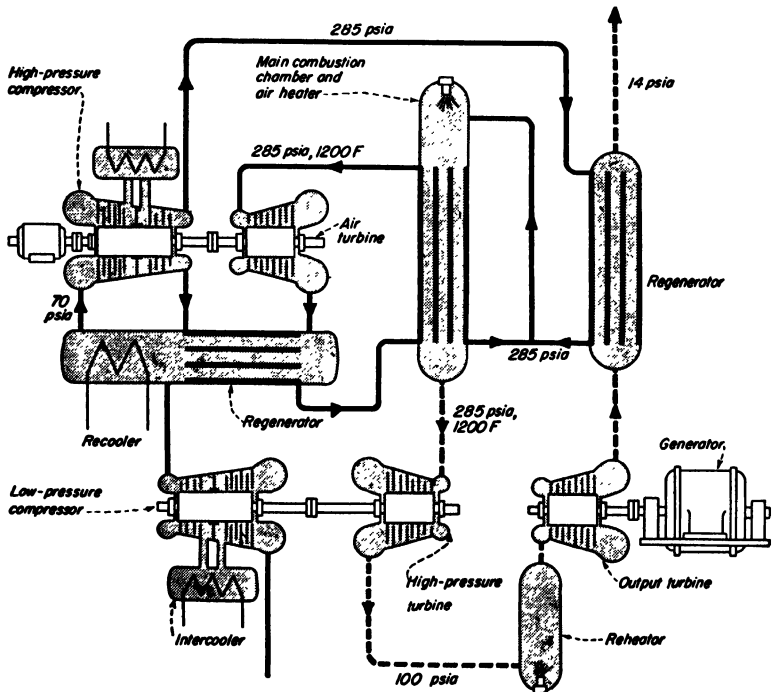 285 psia
High-pressure
compressor
Main combustion
chamber and
air heater
14 psia
285 psia, 1200 F
Air
turbine
Regenerator
70
psia
285 psia
Recooler
Regenerator
285 psia,
1200 F
Generator
Low-pressure
compressor
High-pressure
turbine
Output turbine
Intercooler
Reheator
100 psia